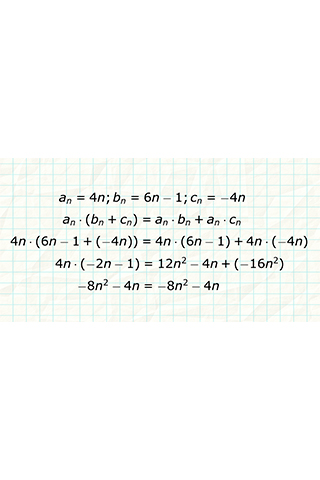 aₙ = 4n; bₙ = 6n − 1; cₙ = −4n
aₙ · (bₙ + cₙ) = aₙ · bₙ + aₙ · cₙ
4n · (6n − 1 + (−4n)) = 4n · (6n − 1) + 4n · (−4n)
4n · (−2n − 1) = 12n² − 4n + (−16n²)
−8n² − 4n = −8n² − 4n